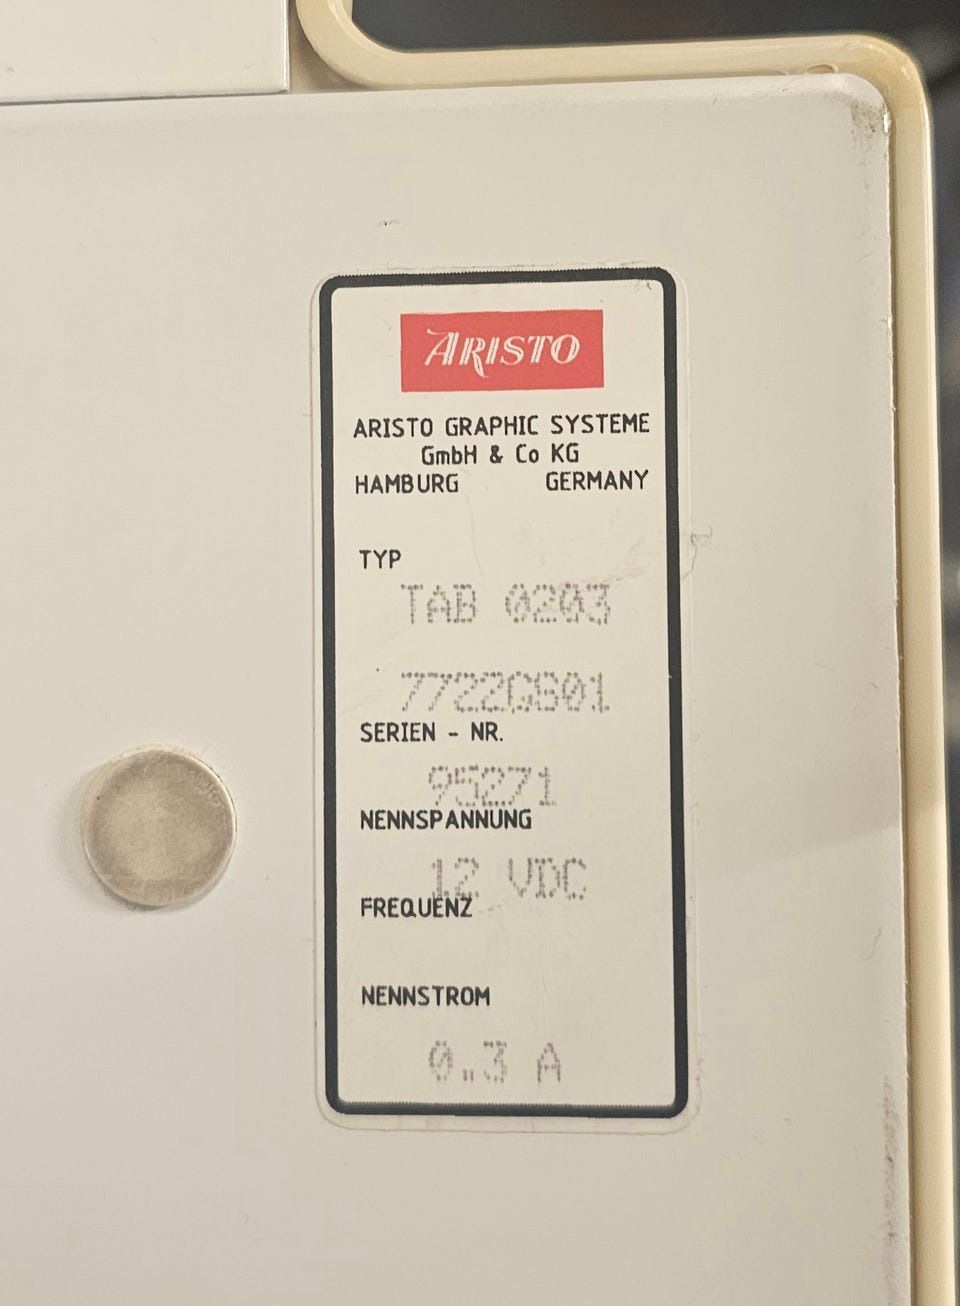 ARISTO
ARISTO GRAPHIC SYSTEME
GmbH & Co KG
HAMBURG GERMANY
TYP
TAB 0203
7722GS01
SERIEN - NR.
95271
NENNSPANNUNG
12 VDC
FREQUENZ
NENNSTROM
0.3 A